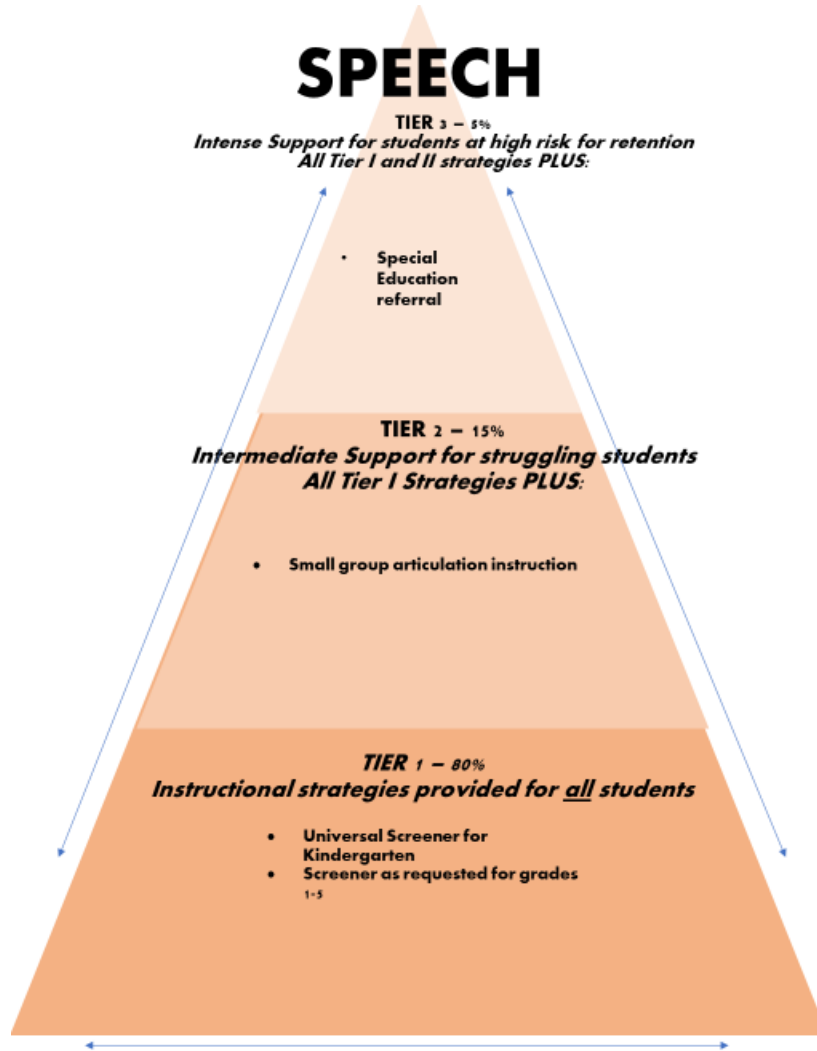 SPEECH
TIER 3 – 5%
Intense Support for students at high risk for retention
All Tier I and II strategies PLUS:
• Special
Education
referral
TIER 2 – 15%
Intermediate Support for struggling students
All Tier I Strategies PLUS:
• Small group articulation instruction
TIER 1 – 80%
Instructional strategies provided for all students
• Universal Screener for
Kindergarten
• Screener as requested for grades
1-5